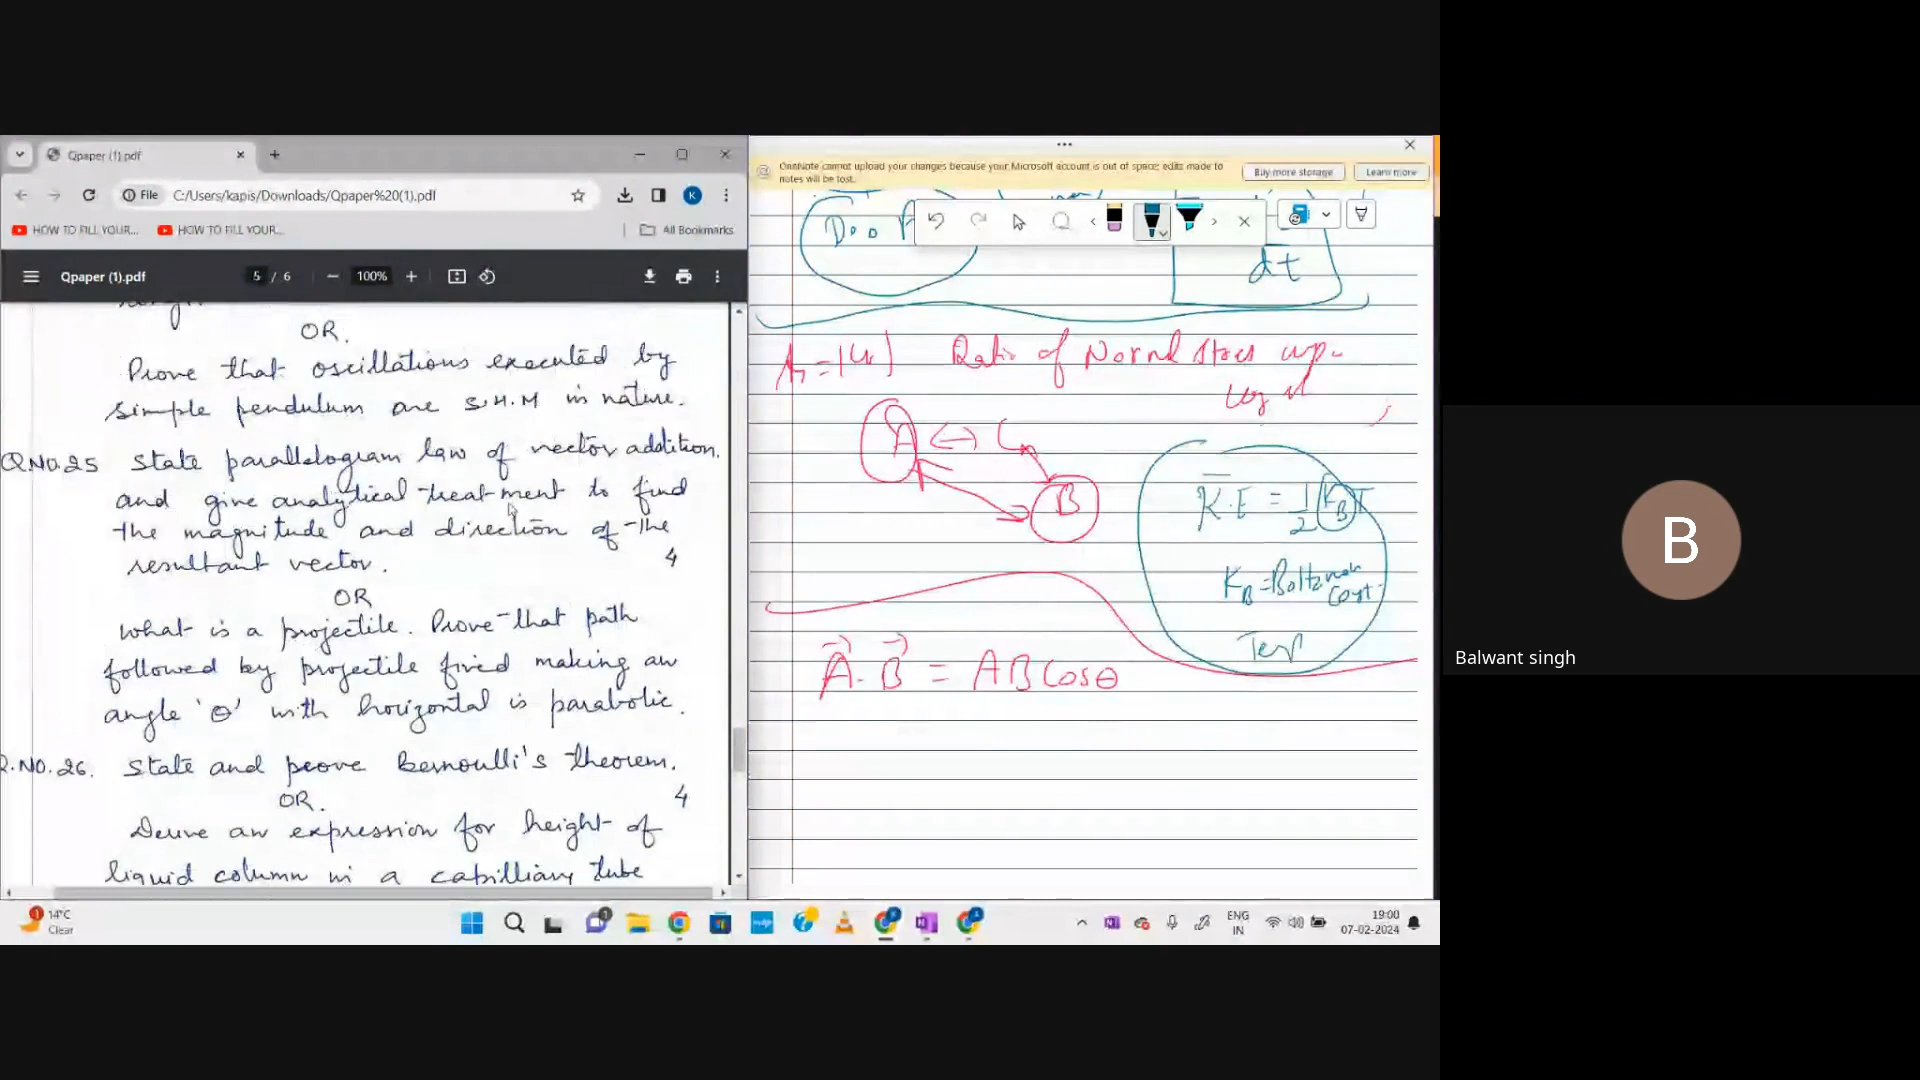 Qpaper (1).pdf
File C:/Users/kapis/Downloads/Qpaper%20(1).pdf
K
HOW TO FILL YOUR... HOW TO FILL YOUR... All Bookmarks
Qpaper (1).pdf 5 / 6 100%
OR.
Prove that oscillations executed by
simple pendulum are S.H.M in nature.
Q.NO.25 State parallelogram law of vector addition.
and give analytical treatment to find
the magnitude and direction of the
resultant vector. 4
OR
What is a projectile. Prove that path
followed by projectile fired making an
angle 'θ' with horizontal is parabolic.
Q.NO.26. State and prove Bernoulli's theorem.
OR. 4
Derive an expression for height of
liquid column in a capilliary tube
OneNote cannot upload your changes because your Microsoft account is out of space; edits made to
notes will be lost.
Buy more storage Learn more
dt
Ratio of Normal stress
A
B
K.E = 1/2 KB T
KB = Boltzman
Const
Temp
A⃗. B⃗ = AB Cosθ
14°C
Clear
ENG
IN
19:00
07-02-2024
B
Balwant singh